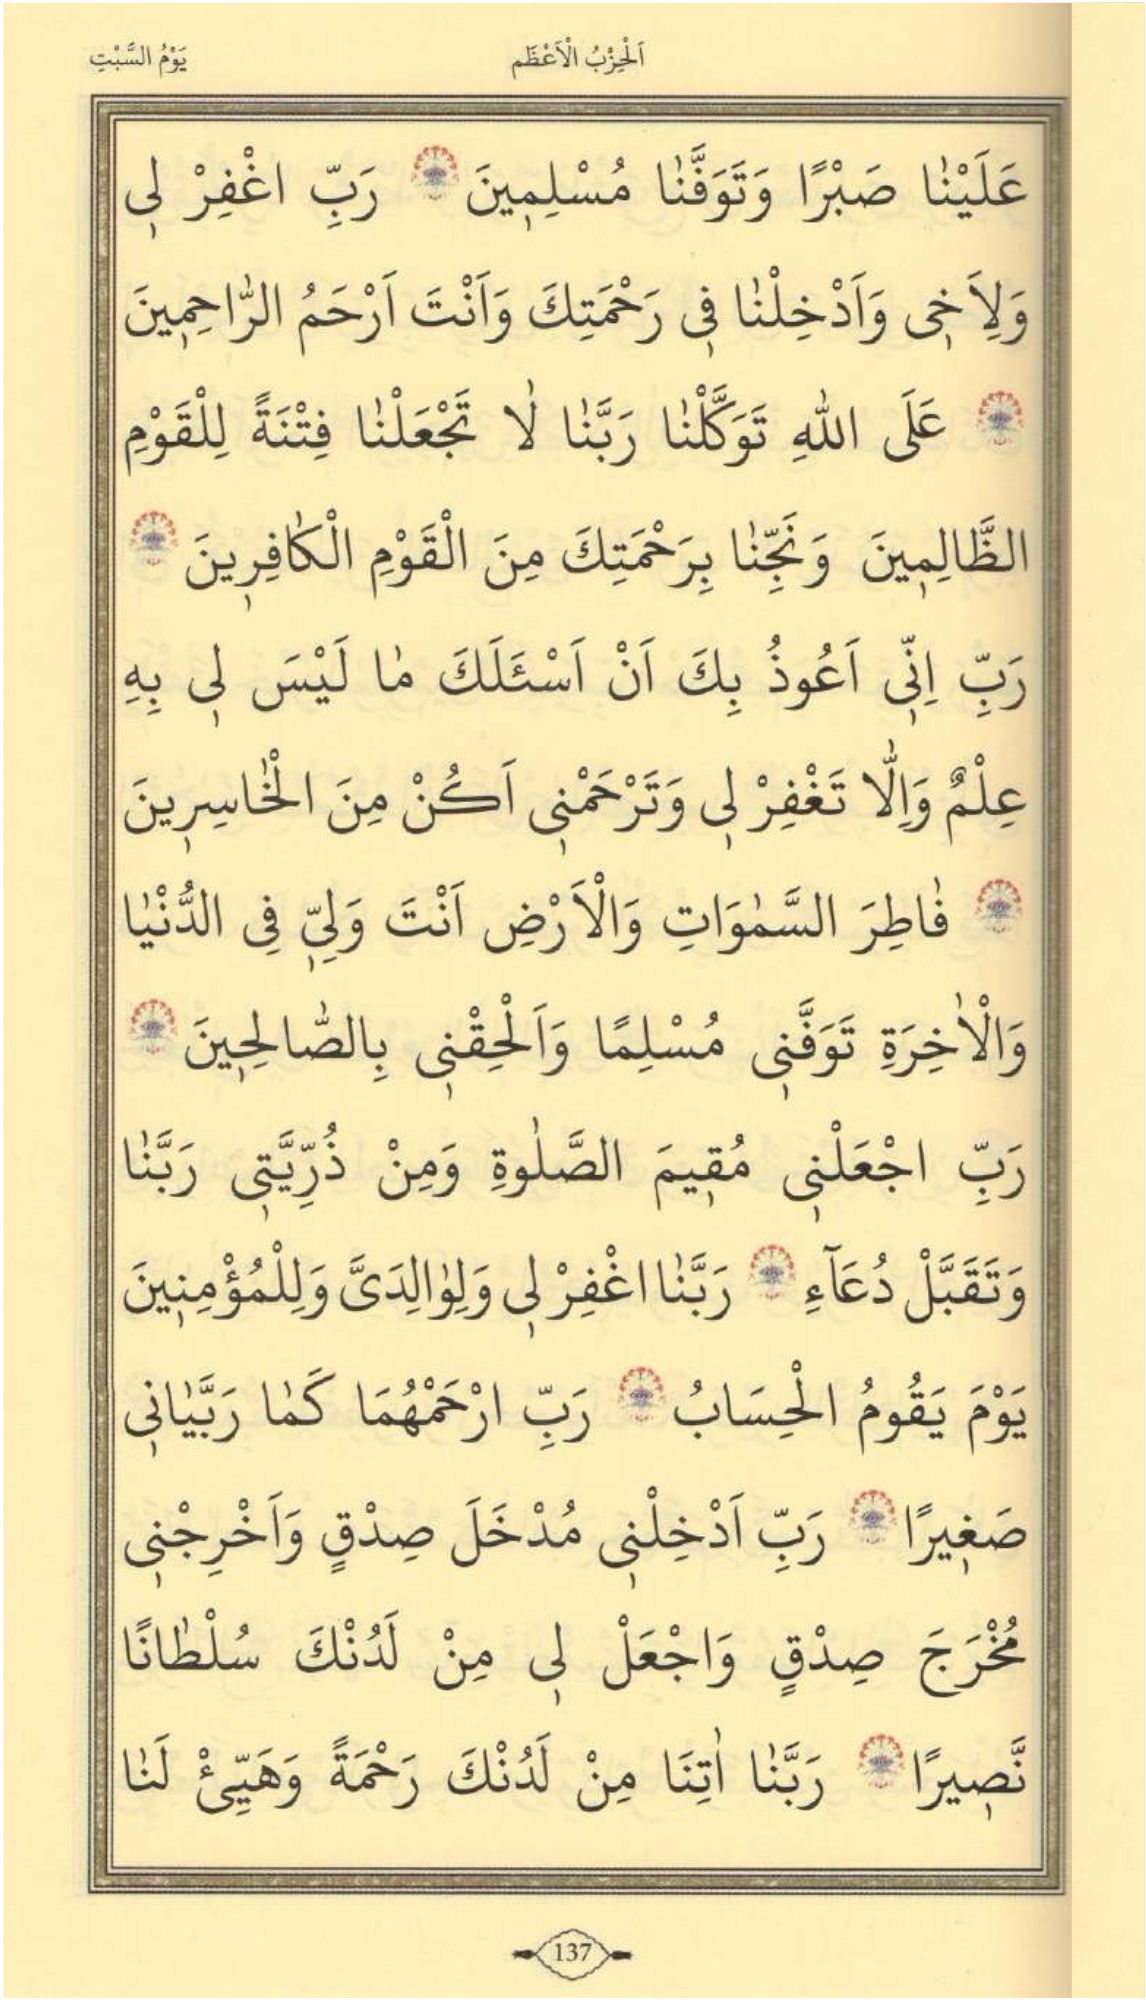 اَلْحِزْبُ الْاَعْظَم
يَوْمُ السَّبْتِ
عَلَيْنٰا صَبْرًا وَتَوَفَّنٰا مُسْلِمٖينَ رَبِّ اغْفِرْ لٖى
وَلِاَخٖى وَاَدْخِلْنٰا فٖى رَحْمَتِكَ وَاَنْتَ اَرْحَمُ الرّٰاحِمٖينَ
عَلَى اللّٰهِ تَوَكَّلْنٰا رَبَّنٰا لٰا تَجْعَلْنٰا فِتْنَةً لِلْقَوْمِ
الظَّالِمٖينَ وَنَجِّنٰا بِرَحْمَتِكَ مِنَ الْقَوْمِ الْكٰافِرٖينَ
رَبِّ اِنّٖى اَعُوذُ بِكَ اَنْ اَسْئَلَكَ مٰا لَيْسَ لٖى بِهِ
عِلْمٌ وَاِلّٰا تَغْفِرْ لٖى وَتَرْحَمْنٖى اَكُنْ مِنَ الْخٰاسِرٖينَ
فٰاطِرَ السَّمٰوَاتِ وَالْاَرْضِ اَنْتَ وَلِيّٖ فِى الدُّنْيٰا
وَالْاٰخِرَةِ تَوَفَّنٖى مُسْلِمًا وَاَلْحِقْنٖى بِالصّٰالِحٖينَ
رَبِّ اجْعَلْنٖى مُقٖيمَ الصَّلٰوةِ وَمِنْ ذُرِّيَّتٖى رَبَّنٰا
وَتَقَبَّلْ دُعَآءِ رَبَّنٰا اغْفِرْ لٖى وَلِوٰالِدَىَّ وَلِلْمُؤْمِنٖينَ
يَوْمَ يَقُومُ الْحِسَابُ رَبِّ ارْحَمْهُمَا كَمٰا رَبَّيٰانٖى
صَغٖيرًا رَبِّ اَدْخِلْنٖى مُدْخَلَ صِدْقٍ وَاَخْرِجْنٖى
مُخْرَجَ صِدْقٍ وَاجْعَلْ لٖى مِنْ لَدُنْكَ سُلْطٰانًا
نَّصٖيرًا رَبَّنٰا اٰتِنَا مِنْ لَدُنْكَ رَحْمَةً وَهَيِّئْ لَنٰا
137